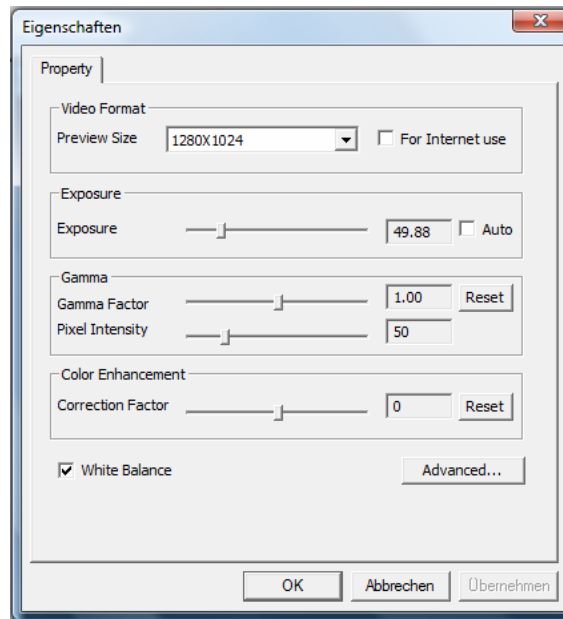 Eigenschaften
Property
Video Format
Preview Size 1280X1024 For Internet use
Exposure
Exposure 49.88 Auto
Gamma
Gamma Factor 1.00 Reset
Pixel Intensity 50
Color Enhancement
Correction Factor 0 Reset
White Balance Advanced...
OK Abbrechen Übernehmen